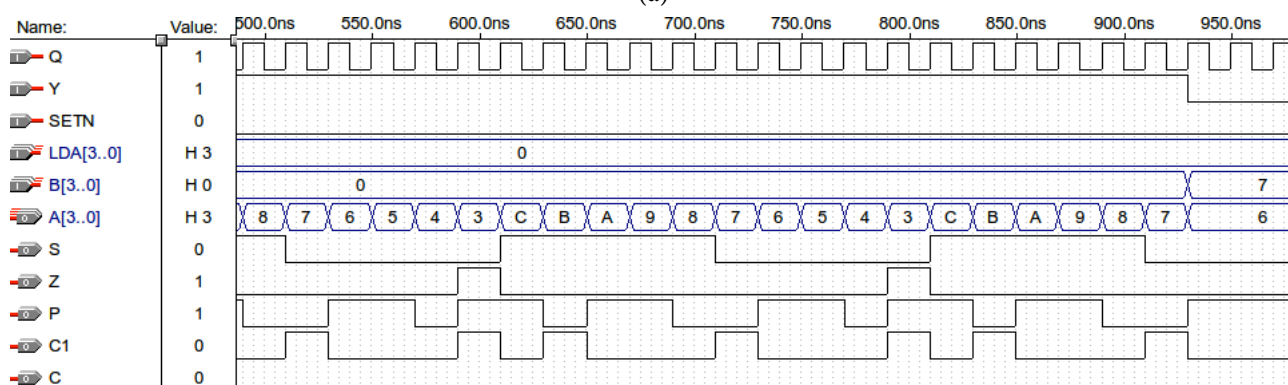 (a)
Name: Value: 500.0ns 550.0ns 600.0ns 650.0ns 700.0ns 750.0ns 800.0ns 850.0ns 900.0ns 950.0ns
Q 1
Y 1
SETN 0
LDA[3..0] H 3 0
B[3..0] H 0 0 7
A[3..0] H 3 8 7 6 5 4 3 C B A 9 8 7 6 5 4 3 C B A 9 8 7 6
S 0
Z 1
P 1
C1 0
C 0